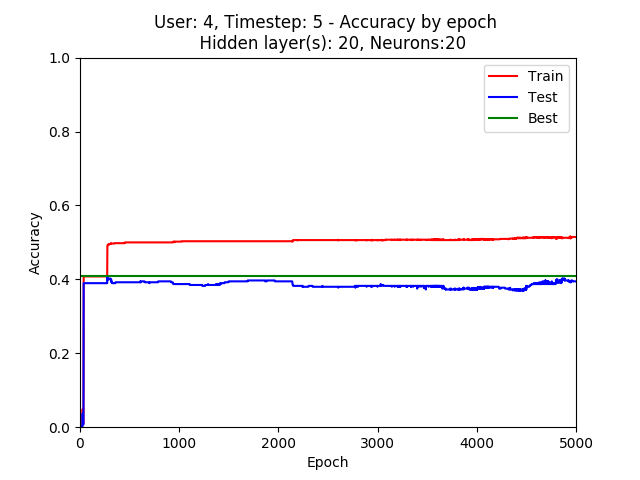 User: 4, Timestep: 5 - Accuracy by epoch
Hidden layer(s): 20, Neurons:20
1.0
0.8
0.6
0.4
0.2
0.0
Accuracy
Train
Test
Best
0 1000 2000 3000 4000 5000
Epoch